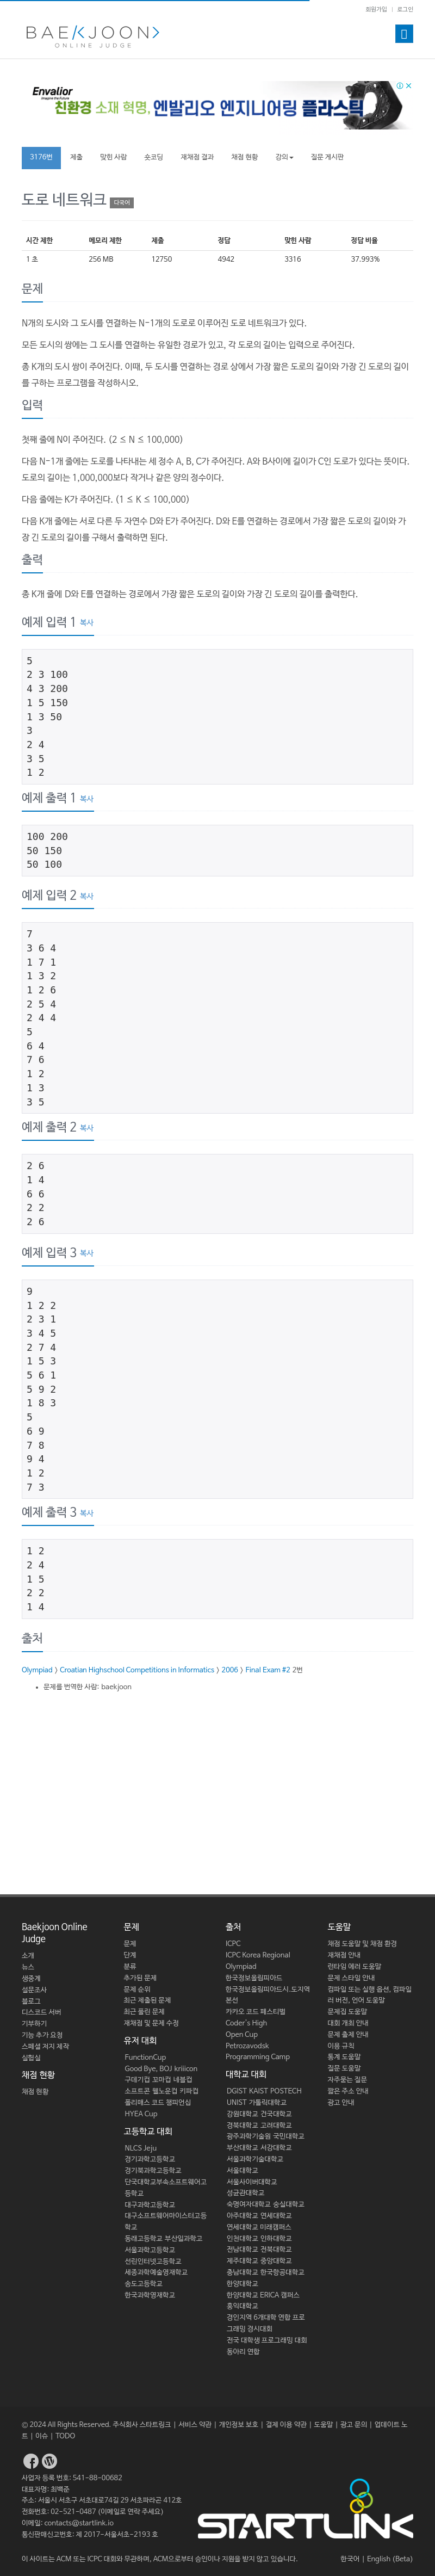 회원가입 | 로그인
BAEKJOON>
ONLINE JUDGE
Envalior
친환경 소재 혁명, 엔발리오 엔지니어링 플라스틱
3176번 제출 맞힌 사람 숏코딩 재채점 결과 채점 현황 강의 질문 게시판
도로 네트워크 다국어
시간 제한 메모리 제한 제출 정답 맞힌 사람 정답 비율
1 초 256 MB 12750 4942 3316 37.993%
문제
N개의 도시와 그 도시를 연결하는 N-1개의 도로로 이루어진 도로 네트워크가 있다.
모든 도시의 쌍에는 그 도시를 연결하는 유일한 경로가 있고, 각 도로의 길이는 입력으로 주어진다.
총 K개의 도시 쌍이 주어진다. 이때, 두 도시를 연결하는 경로 상에서 가장 짧은 도로의 길이와 가장 긴 도로의 길이
를 구하는 프로그램을 작성하시오.
입력
첫째 줄에 N이 주어진다. (2 ≤ N ≤ 100,000)
다음 N-1개 줄에는 도로를 나타내는 세 정수 A, B, C가 주어진다. A와 B사이에 길이가 C인 도로가 있다는 뜻이다.
도로의 길이는 1,000,000보다 작거나 같은 양의 정수이다.
다음 줄에는 K가 주어진다. (1 ≤ K ≤ 100,000)
다음 K개 줄에는 서로 다른 두 자연수 D와 E가 주어진다. D와 E를 연결하는 경로에서 가장 짧은 도로의 길이와 가
장 긴 도로의 길이를 구해서 출력하면 된다.
출력
총 K개 줄에 D와 E를 연결하는 경로에서 가장 짧은 도로의 길이와 가장 긴 도로의 길이를 출력한다.
예제 입력 1 복사
5
2 3 100
4 3 200
1 5 150
1 3 50
3
2 4
3 5
1 2
예제 출력 1 복사
100 200
50 150
50 100
예제 입력 2 복사
7
3 6 4
1 7 1
1 3 2
1 2 6
2 5 4
2 4 4
5
6 4
7 6
1 2
1 3
3 5
예제 출력 2 복사
2 6
1 4
6 6
2 2
2 6
예제 입력 3 복사
9
1 2 2
2 3 1
3 4 5
2 7 4
1 5 3
5 6 1
5 9 2
1 8 3
5
6 9
7 8
9 4
1 2
7 3
예제 출력 3 복사
1 2
2 4
1 5
2 2
1 4
출처
Olympiad > Croatian Highschool Competitions in Informatics > 2006 > Final Exam #2 2번
• 문제를 번역한 사람: baekjoon
Baekjoon Online
Judge
소개
뉴스
생중계
설문조사
블로그
디스코드 서버
기부하기
기능 추가 요청
스페셜 저지 제작
실험실
채점 현황
채점 현황
문제
문제
단계
분류
추가된 문제
문제 순위
최근 제출된 문제
최근 풀린 문제
재채점 및 문제 수정
유저 대회
FunctionCup
Good Bye, BOJ
kriiicon
구데기컵
꼬마컵
네블컵
소프트콘
웰노운컵
키파컵
폴리매스 코드 챔피언십
HYEA Cup
고등학교 대회
NLCS Jeju
경기과학고등학교
경기북과학고등학교
단국대학교부속소프트웨어고
등학교
대구과학고등학교
대구소프트웨어마이스터고등
학교
동래고등학교
부산일과학고
서울과학고등학교
선린인터넷고등학교
세종과학예술영재학교
송도고등학교
한국과학영재학교
출처
ICPC
ICPC Korea Regional
Olympiad
한국정보올림피아드
한국정보올림피아드시.도지역
본선
카카오 코드 페스티벌
Coder's High
Open Cup
Petrozavodsk
Programming Camp
대학교 대회
DGIST KAIST POSTECH
UNIST 가톨릭대학교
강원대학교 건국대학교
경북대학교 고려대학교
광주과학기술원 국민대학교
부산대학교 서강대학교
서울과학기술대학교
서울대학교
서울사이버대학교
성균관대학교
숙명여자대학교 숭실대학교
아주대학교 연세대학교
연세대학교 미래캠퍼스
인천대학교 인하대학교
전남대학교 전북대학교
제주대학교 중앙대학교
충남대학교 한국항공대학교
한양대학교
한양대학교 ERICA 캠퍼스
홍익대학교
경인지역 6개대학 연합 프로
그래밍 경시대회
전국 대학생 프로그래밍 대회
동아리 연합
도움말
채점 도움말 및 채점 환경
재채점 안내
런타임 에러 도움말
문제 스타일 안내
컴파일 또는 실행 옵션, 컴파일
러 버전, 언어 도움말
문제집 도움말
대회 개최 안내
문제 출제 안내
이용 규칙
통계 도움말
질문 도움말
자주묻는 질문
짧은 주소 안내
광고 안내
© 2024 All Rights Reserved. 주식회사 스타트링크 | 서비스 약관 | 개인정보 보호 | 결제 이용 약관 | 도움말 | 광고 문의 | 업데이트 노
트 | 이슈 | TODO
사업자 등록 번호: 541-88-00682
대표자명: 최백준
주소: 서울시 서초구 서초대로74길 29 서초파라곤 412호
전화번호: 02-521-0487 (이메일로 연락 주세요)
이메일: contacts@startlink.io
통신판매신고번호: 제 2017-서울서초-2193 호
STARTLINK
이 사이트는 ACM 또는 ICPC 대회와 무관하며, ACM으로부터 승인이나 지원을 받지 않고 있습니다.
한국어 | English (Beta)